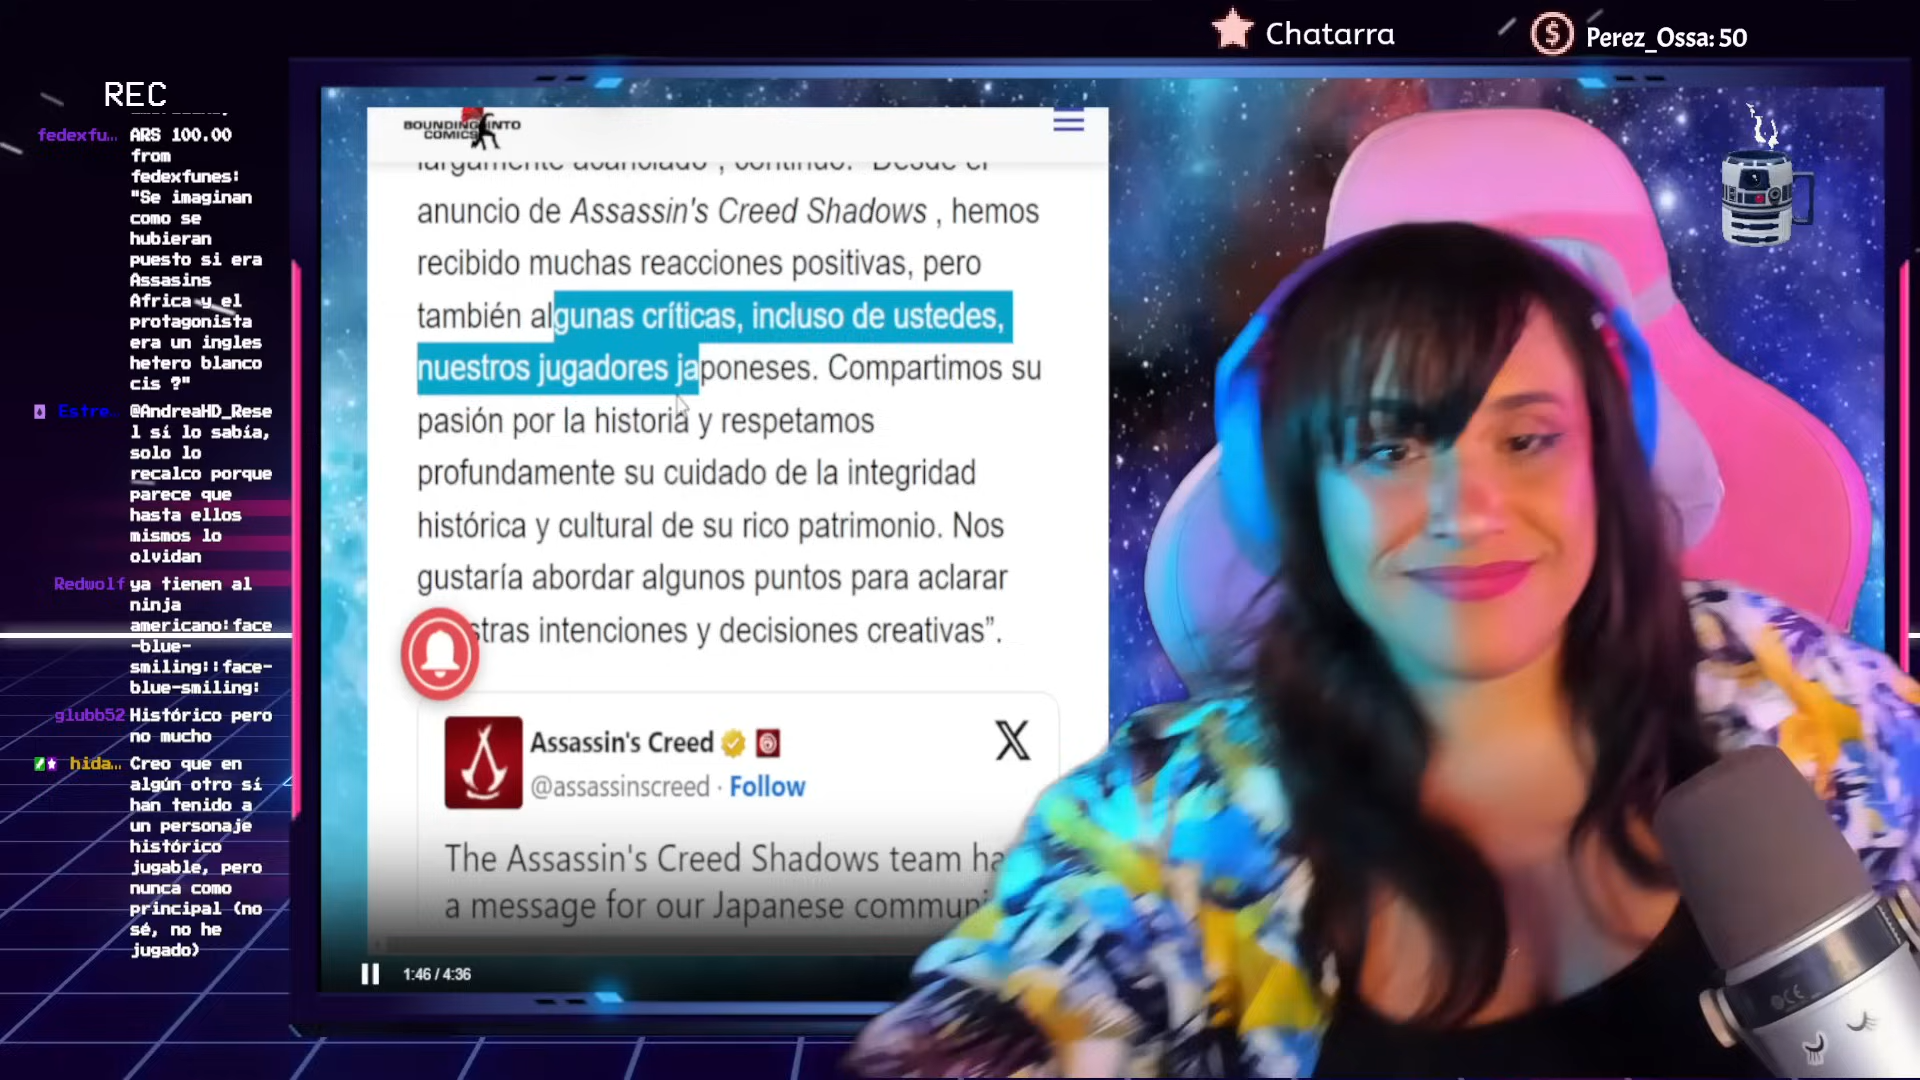 Chatarra
Perez_Ossa: 50
REC
fedexfu... ARS 100.00
from
fedexfunes:
"Se imaginan
como se
hubieran
puesto si era
Assasins
Africa y el
protagonista
era un ingles
hetero blanco
cis ?"
Estre... @AndreaHD_Rese
l sí lo sabía,
solo lo
recalco porque
parece que
hasta ellos
mismos lo
olvidan
Redwolf ya tienen al
ninja
americano:face
-blue-
smiling::face-
blue-smiling:
glubb52 Histórico pero
no mucho
hida... Creo que en
algún otro sí
han tenido a
un personaje
histórico
jugable, pero
nunca como
principal (no
sé, no he
jugado)
BOUNDING INTO
COMICS
largamente acariciado", continuó. "Desde el
anuncio de Assassin's Creed Shadows , hemos
recibido muchas reacciones positivas, pero
también algunas críticas, incluso de ustedes,
nuestros jugadores japoneses. Compartimos su
pasión por la historia y respetamos
profundamente su cuidado de la integridad
histórica y cultural de su rico patrimonio. Nos
gustaría abordar algunos puntos para aclarar
stras intenciones y decisiones creativas”.
Assassin's Creed
@assassinscreed · Follow
The Assassin's Creed Shadows team ha
a message for our Japanese communi
1:46 / 4:36